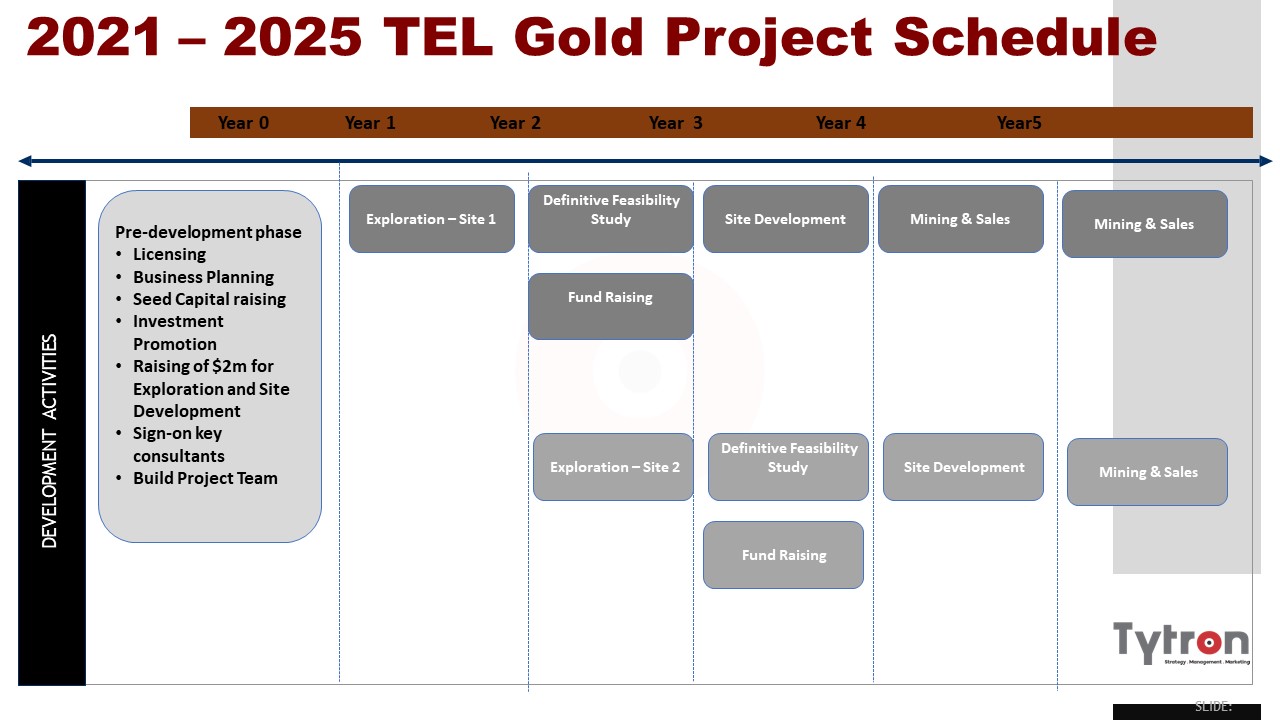 2021 – 2025 TEL Gold Project Schedule
Year 0 Year 1 Year 2 Year 3 Year 4 Year5
DEVELOPMENT ACTIVITIES
Pre-development phase
• Licensing
• Business Planning
• Seed Capital raising
• Investment
Promotion
• Raising of $2m for
Exploration and Site
Development
• Sign-on key
consultants
• Build Project Team
Exploration – Site 1
Definitive Feasibility
Study
Site Development
Mining & Sales
Mining & Sales
Fund Raising
Exploration – Site 2
Definitive Feasibility
Study
Site Development
Mining & Sales
Fund Raising
Tytron
Strategy . Management . Marketing
SLIDE: